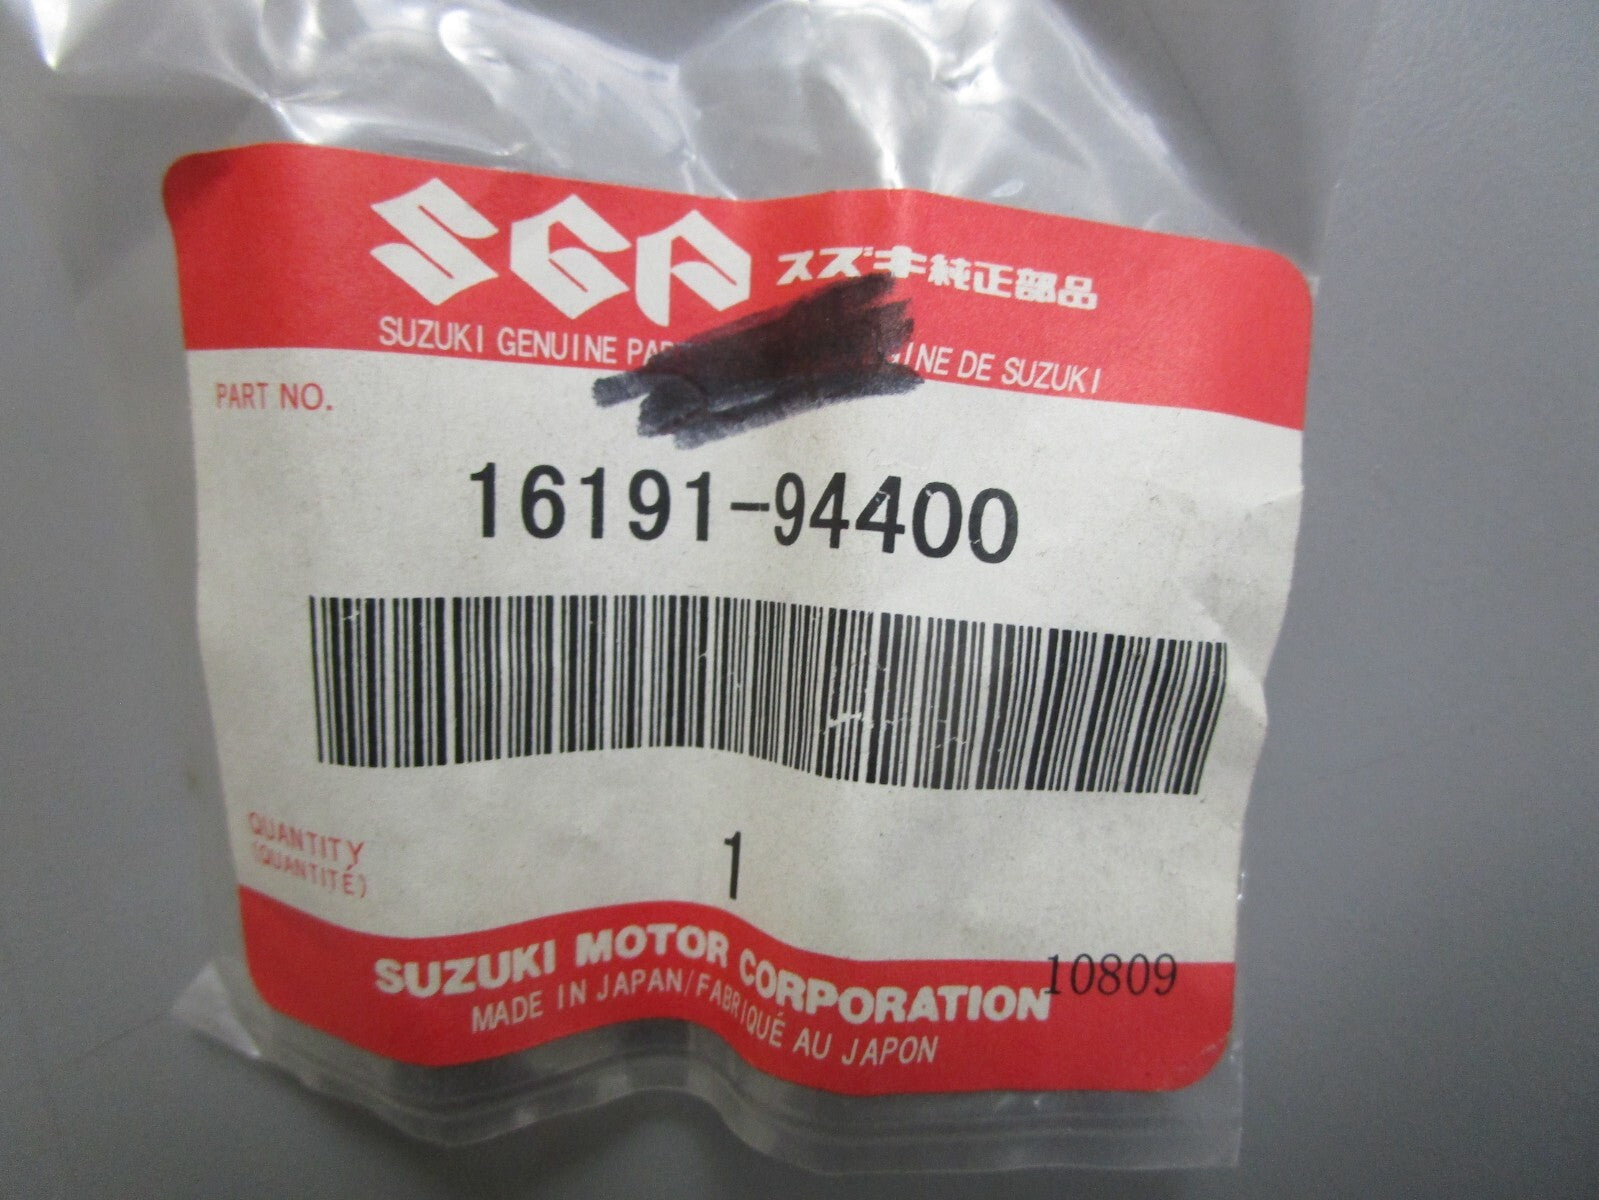 SGP スズキ純正部品
SUZUKI GENUINE INE DE SUZUKI
PART NO.
16191-94400
QUANTITY
(QUANTITÉ)
1
SUZUKI MOTOR CORPORATION
10809
MADE IN JAPAN/FABRIQUÉ AU JAPON